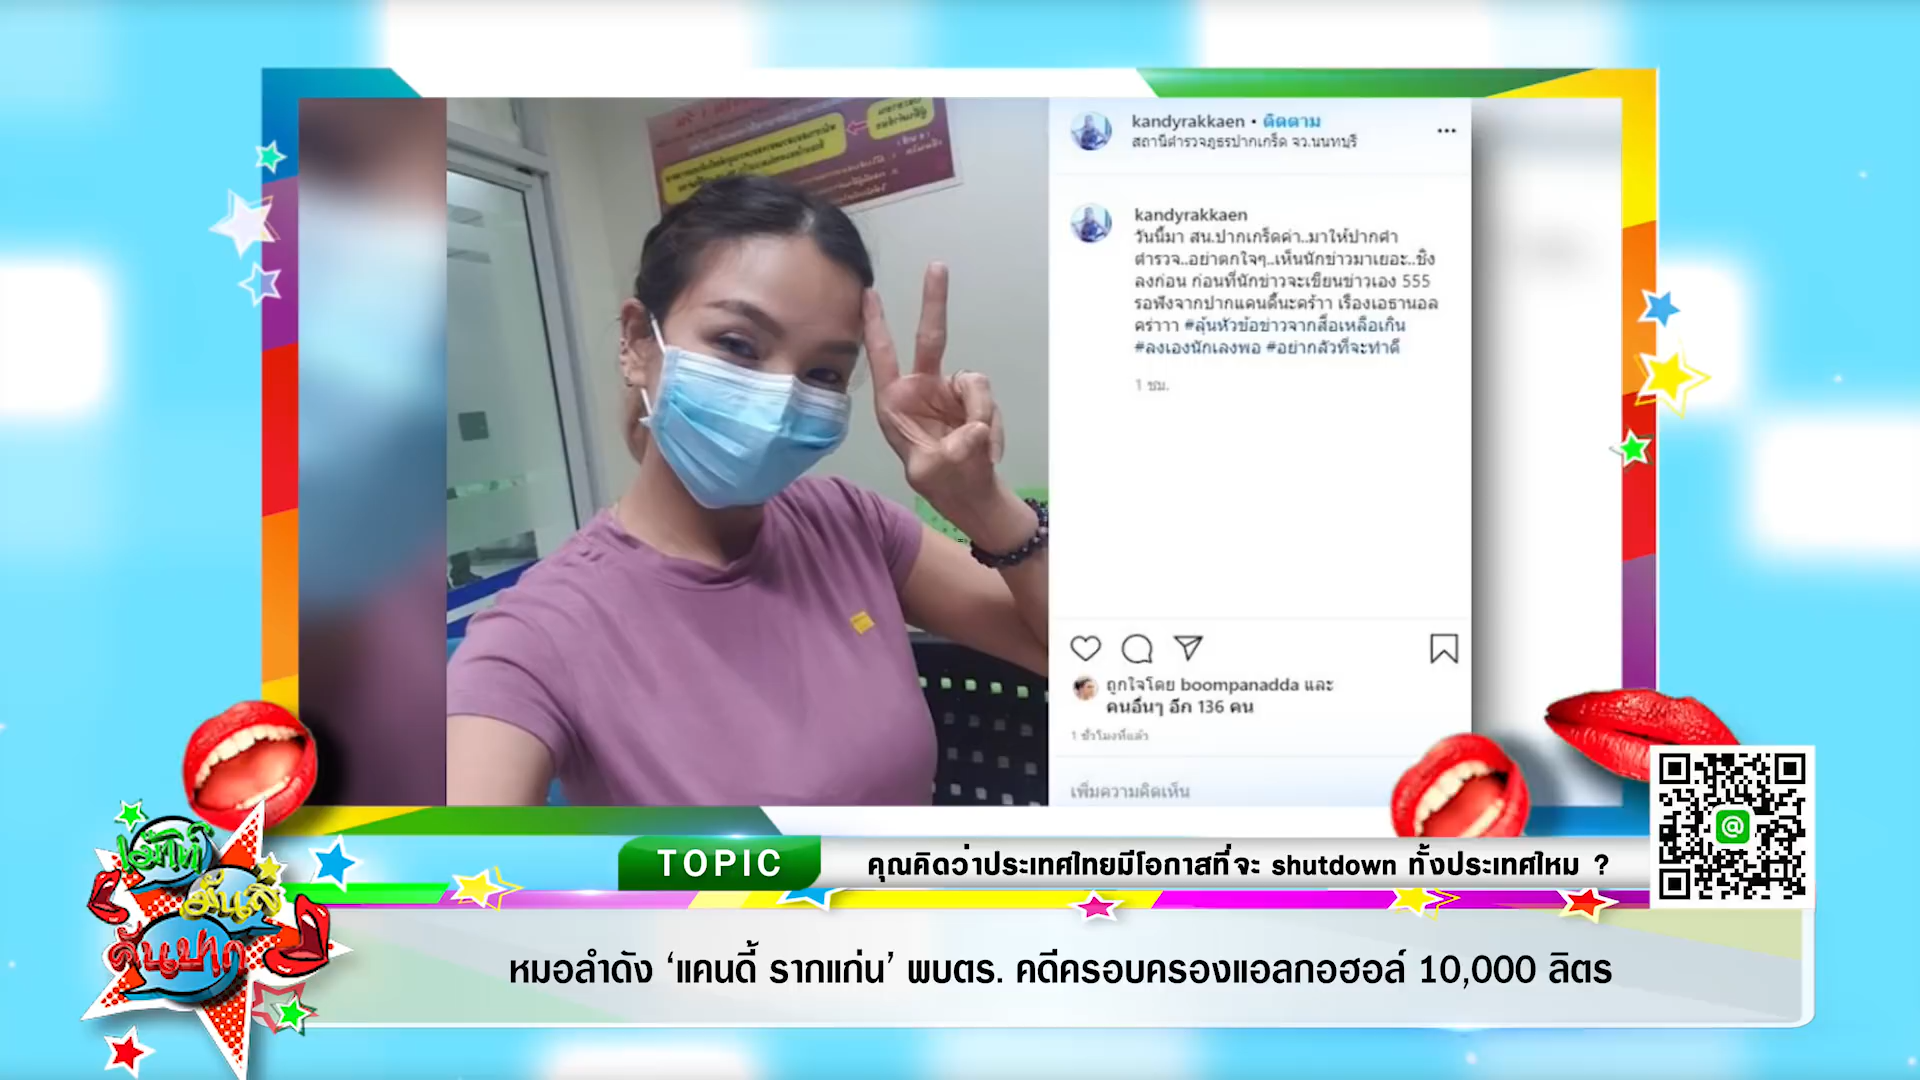 kandyrakkaen • ติดตาม
สถานีตำรวจภูธรปากเกร็ด จว.นนทบุรี
kandyrakkaen
วันนี้มา สน.ปากเกร็ดค่า..มาให้ปากคำ
ตำรวจ..อย่าตกใจๆ..เห็นนักข่าวมาเยอะ..ชิง
ลงก่อน ก่อนที่นักข่าวจะเขียนข่าวเอง 555
รอฟังจากปากแคนดี้นะคร้าา เรื่องเอธานอล
คร่าาา #ลุ้นหัวข้อข่าวจากสื่อเหลือเกิน
#ลงเองนักเลงพอ #อย่ากลัวที่จะทำดี
1 ชม.
ถูกใจโดย boompanadda และ
คนอื่นๆ อีก 136 คน
1 ชั่วโมงที่แล้ว
เพิ่มความคิดเห็น
TOPIC
คุณคิดว่าประเทศไทยมีโอกาสที่จะ shutdown ทั้งประเทศไหม ?
เม้าท์
มันส์
คันปาก
หมอลำดัง ‘แคนดี้ รากแก่น’ พบตร. คดีครอบครองแอลกอฮอล์ 10,000 ลิตร